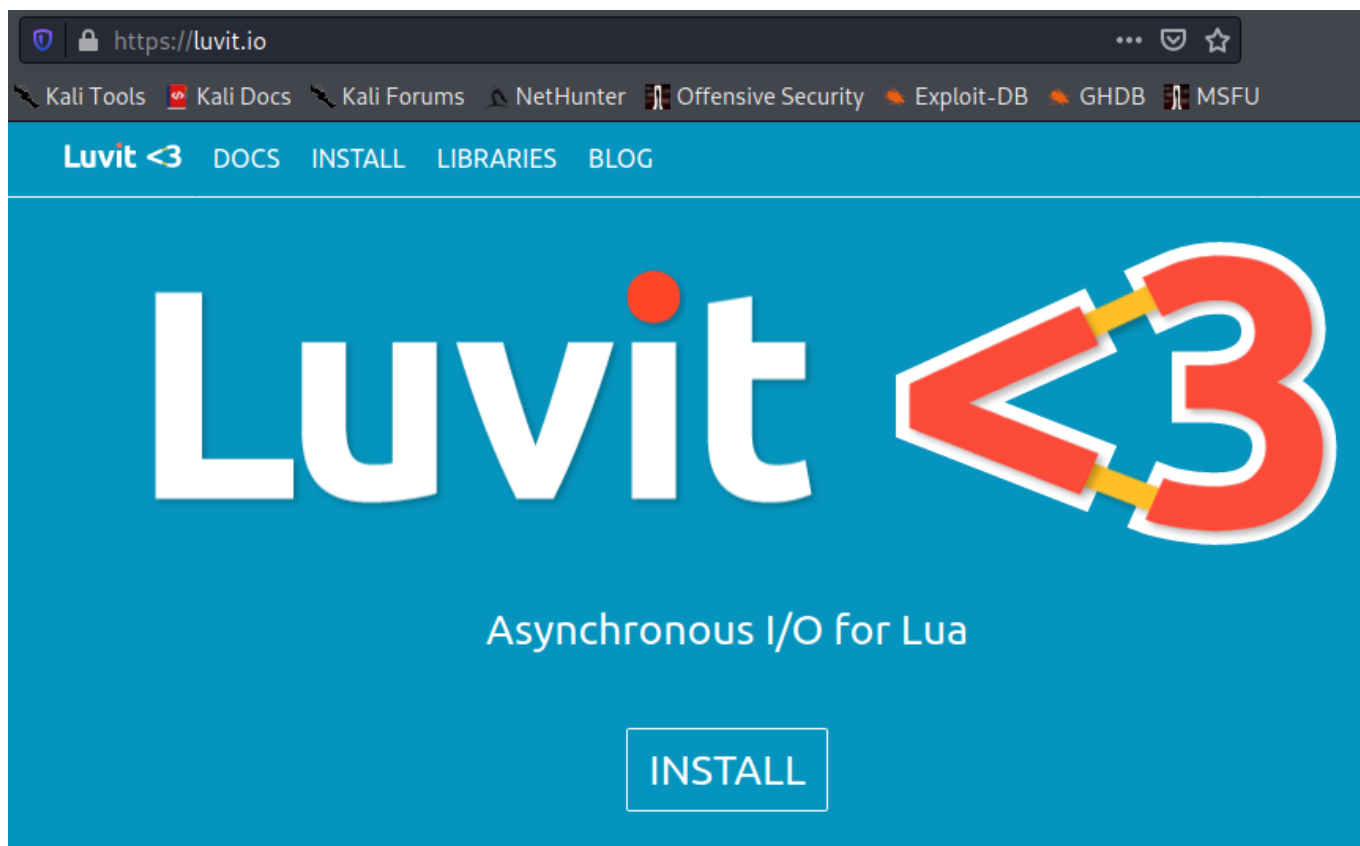 https://luvit.io
Kali Tools Kali Docs Kali Forums NetHunter Offensive Security Exploit-DB GHDB MSFU
Luvit <3 DOCS INSTALL LIBRARIES BLOG
Luvit <3
Asynchronous I/O for Lua
INSTALL